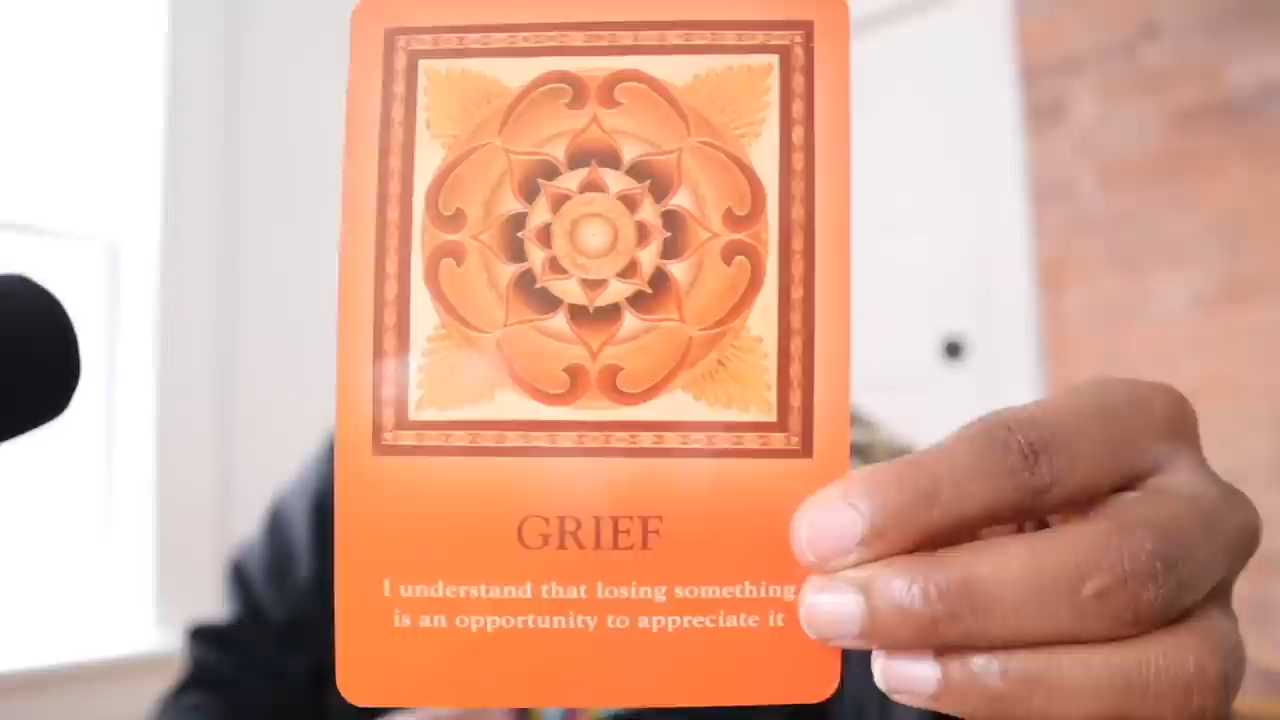 GRIEF
I understand that losing something
is an opportunity to appreciate it